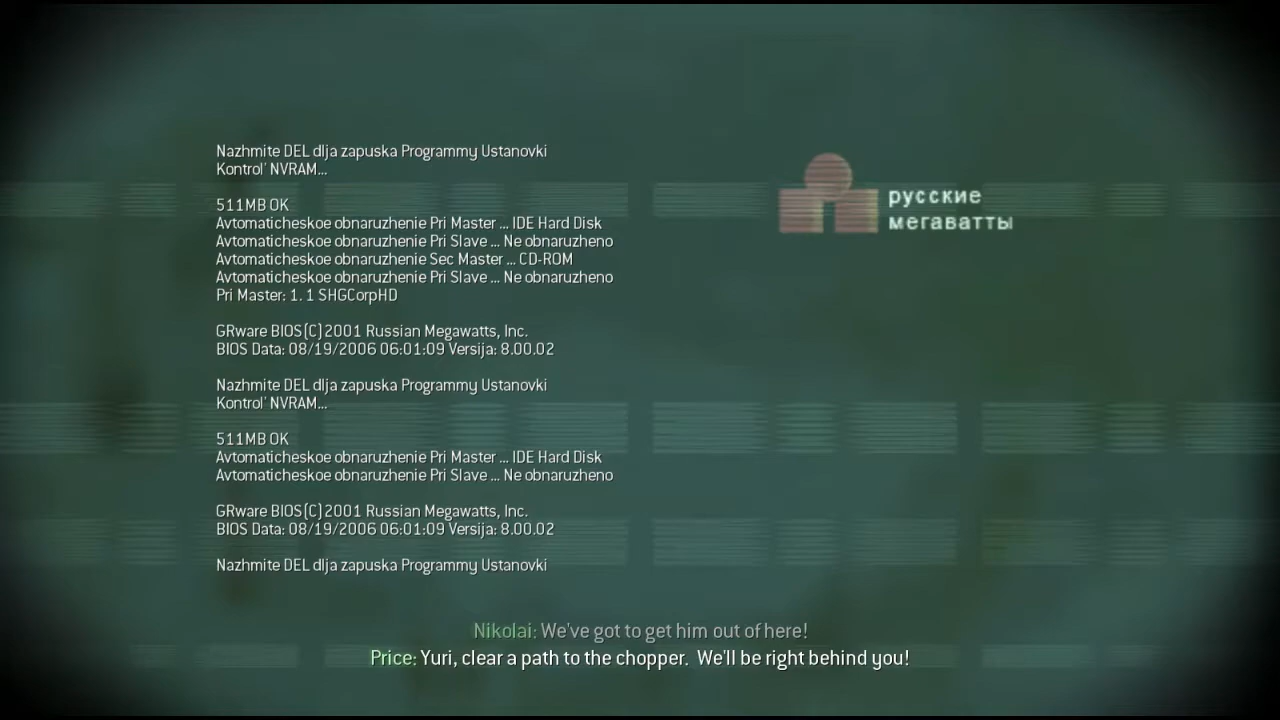 Nazhmite DEL dlja zapuska Programmy Ustanovki
Kontrol' NVRAM...
511MB OK
Avtomaticheskoe obnaruzhenie Pri Master ... IDE Hard Disk
Avtomaticheskoe obnaruzhenie Pri Slave ... Ne obnaruzheno
Avtomaticheskoe obnaruzhenie Sec Master ... CD-ROM
Avtomaticheskoe obnaruzhenie Pri Slave ... Ne obnaruzheno
Pri Master: 1. 1 SHGCorpHD
GRware BIOS(C)2001 Russian Megawatts, Inc.
BIOS Data: 08/19/2006 06:01:09 Versija: 8.00.02
Nazhmite DEL dlja zapuska Programmy Ustanovki
Kontrol' NVRAM...
511MB OK
Avtomaticheskoe obnaruzhenie Pri Master ... IDE Hard Disk
Avtomaticheskoe obnaruzhenie Pri Slave ... Ne obnaruzheno
GRware BIOS(C)2001 Russian Megawatts, Inc.
BIOS Data: 08/19/2006 06:01:09 Versija: 8.00.02
Nazhmite DEL dlja zapuska Programmy Ustanovki
русские
мегаватты
Nikolai: We've got to get him out of here!
Price: Yuri, clear a path to the chopper. We'll be right behind you!